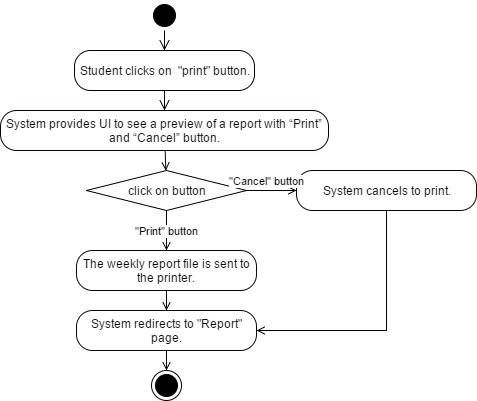 Student clicks on  "print" button.
System provides UI to see a preview of a report with “Print”
and “Cancel” button.
click on button
"Cancel" button
System cancels to print.
"Print" button
The weekly report file is sent to
the printer.
System redirects to "Report"
page.